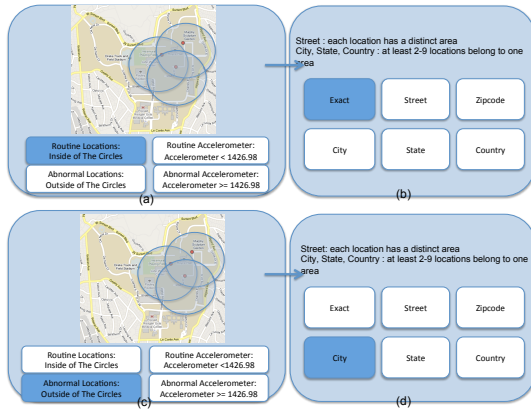 Street : each location has a distinct area
City, State, Country : at least 2-9 locations belong to one
area
Routine Locations:
Inside of The Circles
Routine Accelerometer:
Accelerometer < 1426.98
Abnormal Locations:
Outside of The Circles
Abnormal Accelerometer:
Accelerometer >= 1426.98
(a)
Exact
Street
Zipcode
City
State
Country
(b)
Street: each location has a distinct area
City, State, Country : at least 2-9 locations belong to one
area
Routine Locations:
Inside of The Circles
Routine Accelerometer:
Accelerometer <1426.98
Abnormal Locations:
Outside of The Circles
Abnormal Accelerometer:
Accelerometer >= 1426.98
(c)
Exact
Street
Zipcode
City
State
Country
(d)